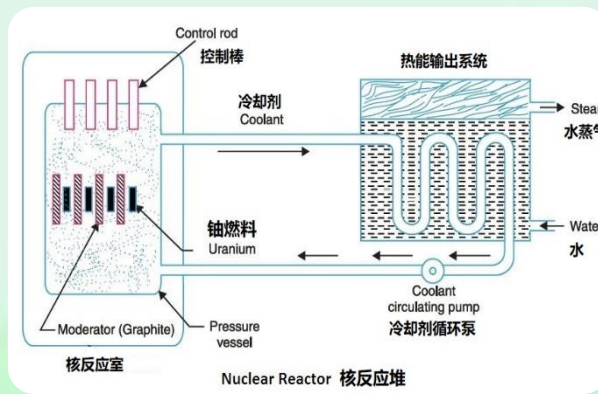 Control rod
控制棒
热能输出系统
冷却剂
Coolant
Stea
水蒸气
铀燃料
Uranium
Water
水
Coolant
circulating pump
冷却剂循环泵
Moderator (Graphite)
Pressure
vessel
核反应室
Nuclear Reactor 核反应堆